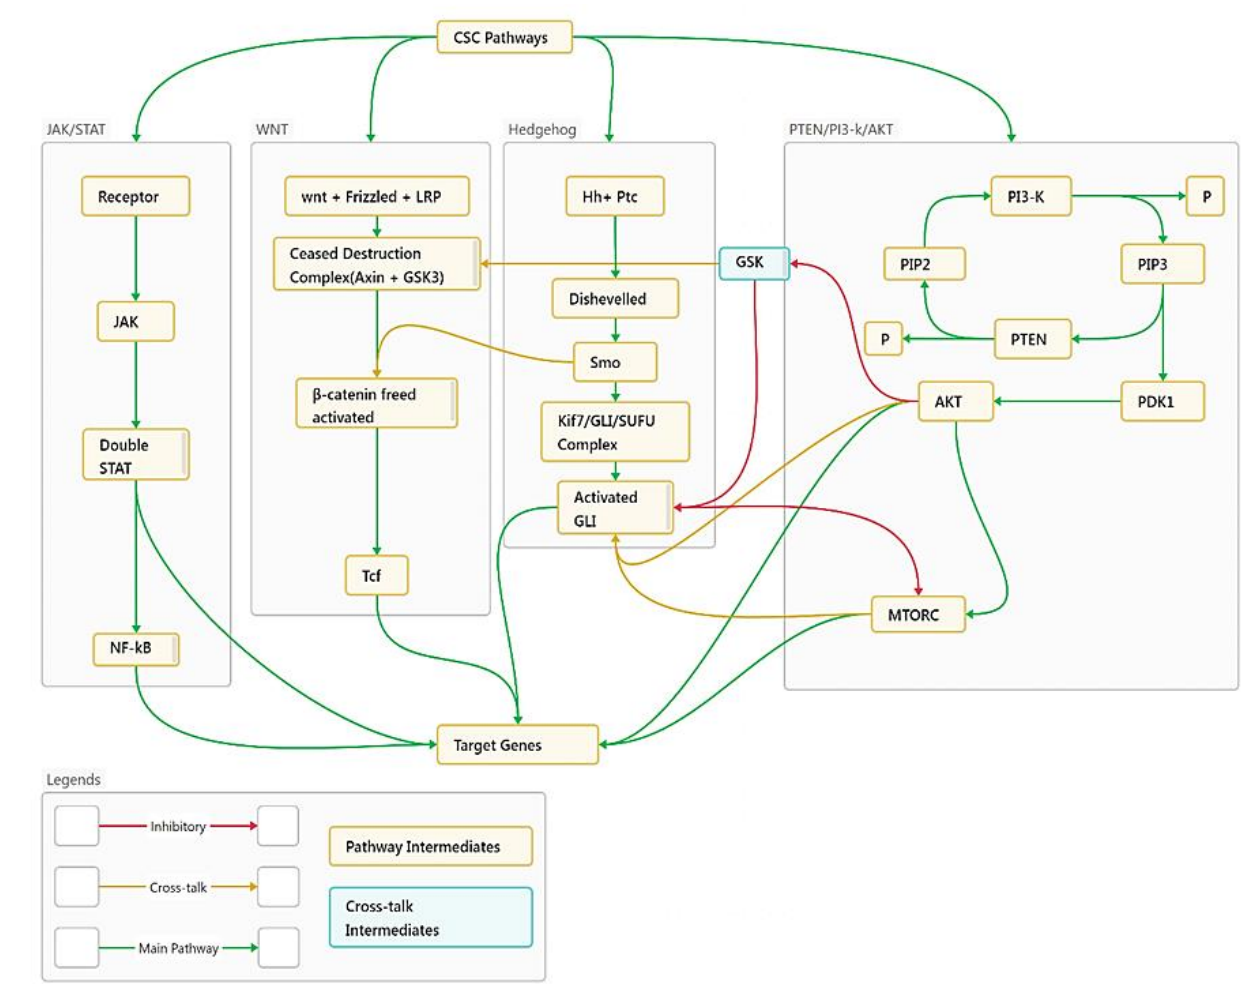 CSC Pathways
JAK/STAT
Receptor
JAK
Double
STAT
NF-kB
WNT
wnt + Frizzled + LRP
Ceased Destruction
Complex(Axin + GSK3)
β-catenin freed
activated
Tcf
Hedgehog
Hh+ Ptc
Dishevelled
Smo
Kif7/GLI/SUFU
Complex
Activated
GLI
GSK
PTEN/PI3-k/AKT
PI3-K
P
PIP2
PIP3
P
PTEN
AKT
PDK1
MTORC
Target Genes
Legends
Inhibitory
Cross-talk
Main Pathway
Pathway Intermediates
Cross-talk
Intermediates